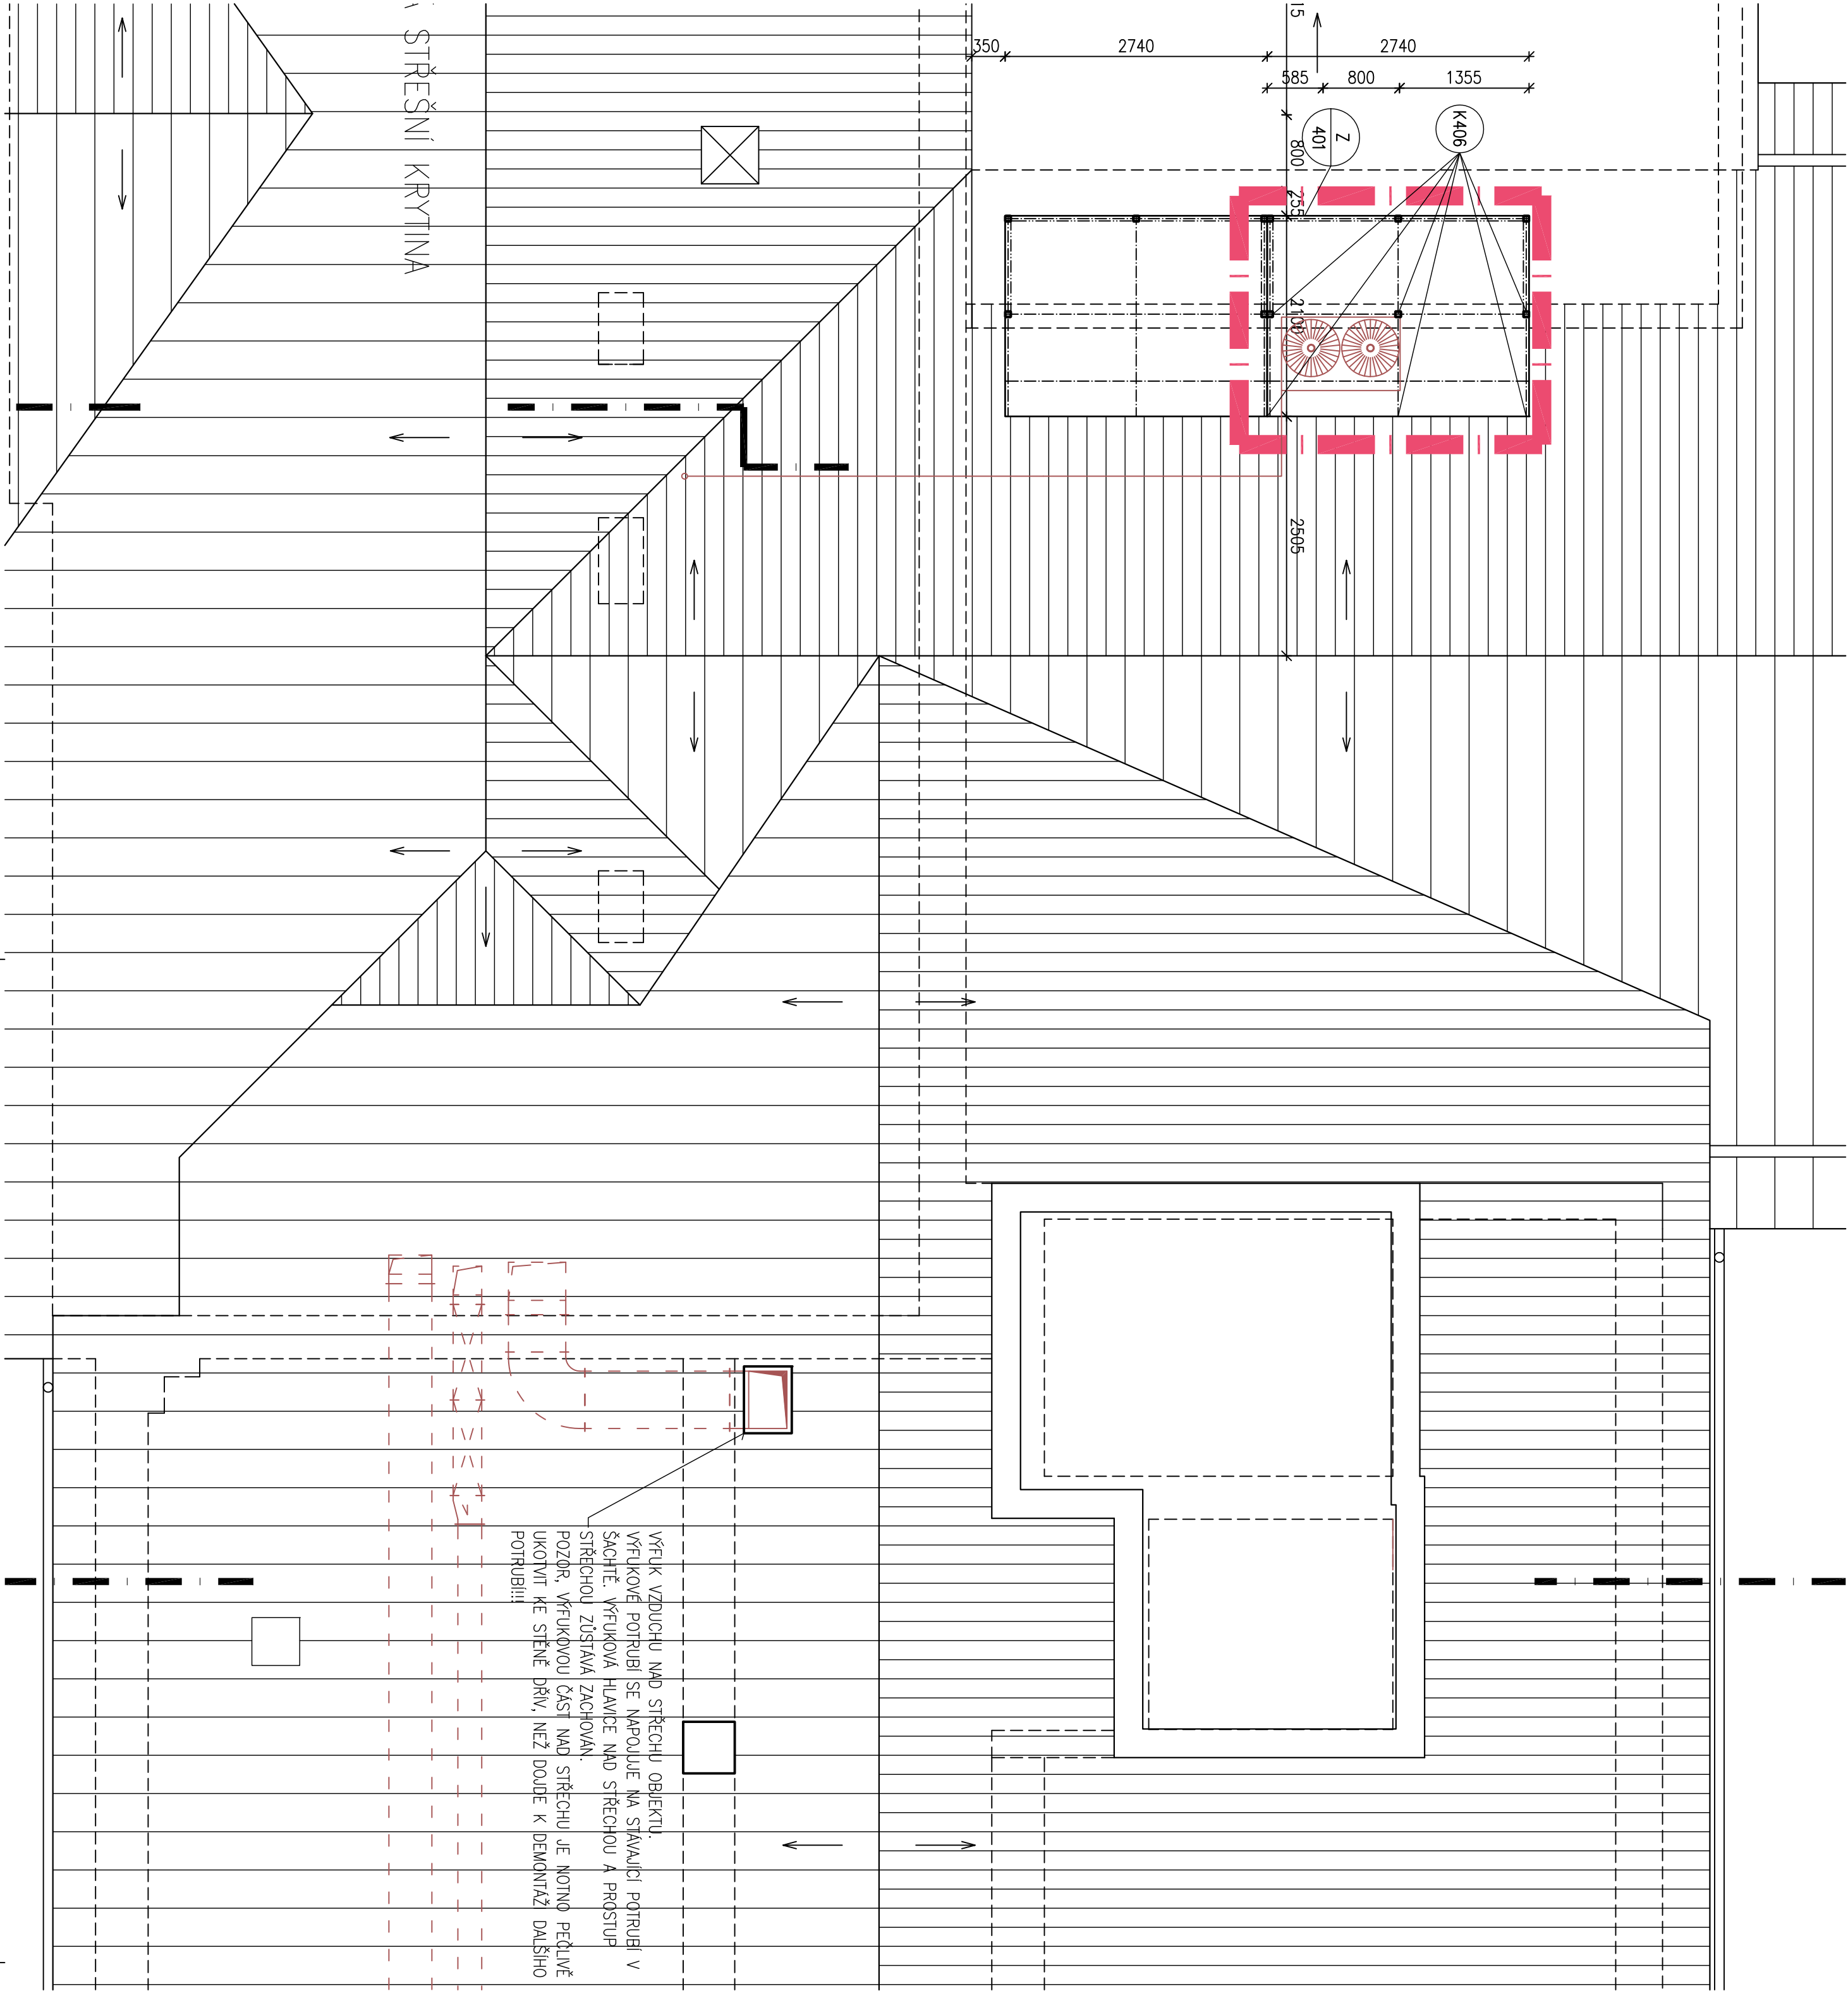 350
2740
2740
585
800
1355
15
800
255
2100
2505
Z
401
K406
STŘEŠNÍ KRYTINA
VÝFUK VZDUCHU NAD STŘECHU OBJEKTU.
VÝFUKOVÉ POTRUBÍ SE NAPOJUJE NA STÁVAJÍCÍ POTRUBÍ V
ŠACHTĚ. VÝFUKOVÁ HLAVICE NAD STŘECHOU A PROSTUP
STŘECHOU ZŮSTÁVÁ ZACHOVÁN.
POZOR, VÝFUKOVOU ČÁST NAD STŘECHU JE NOTNO PEČLIVĚ
UKOTVIT KE STĚNĚ DŘÍV, NEŽ DOJDE K DEMONTÁŽ DALŠÍHO
POTRUBÍ!!!